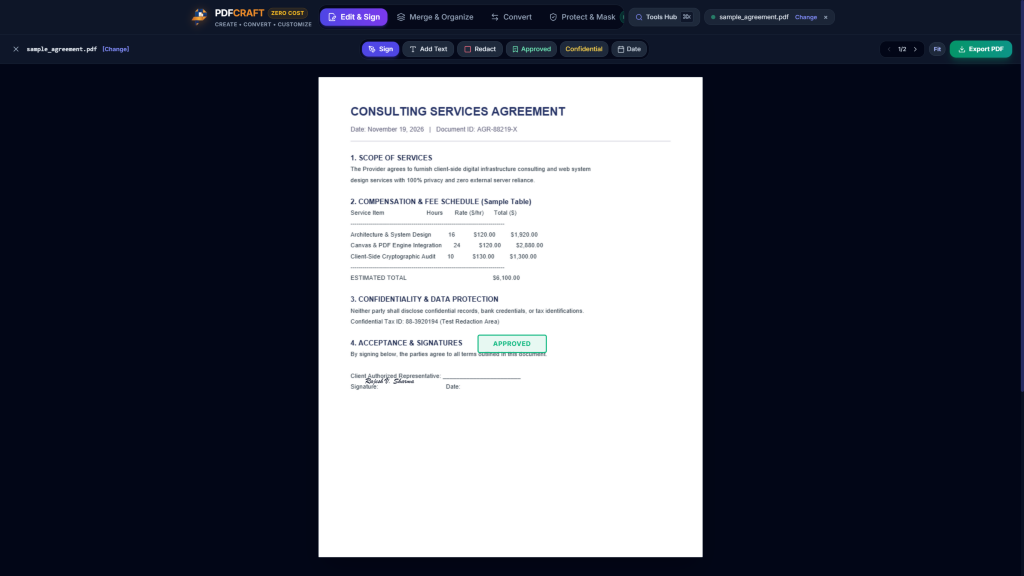 PDFCRAFT ZERO COST
CREATE • CONVERT • CUSTOMIZE
Edit & Sign
Merge & Organize
Convert
Protect & Mask
Tools Hub ⌘K
sample_agreement.pdf Change ×
sample_agreement.pdf [Change]
Sign
Add Text
Redact
Approved
Confidential
Date
1/2
Fit
Export PDF
CONSULTING SERVICES AGREEMENT
Date: November 19, 2026 | Document ID: AGR-88219-X
1. SCOPE OF SERVICES
The Provider agrees to furnish client-side digital infrastructure consulting and web system
design services with 100% privacy and zero external server reliance.
2. COMPENSATION & FEE SCHEDULE (Sample Table)
Service Item Hours Rate ($/hr) Total ($)
Architecture & System Design 16 $120.00 $1,920.00
Canvas & PDF Engine Integration 24 $120.00 $2,880.00
Client-Side Cryptographic Audit 10 $130.00 $1,300.00
ESTIMATED TOTAL $6,100.00
3. CONFIDENTIALITY & DATA PROTECTION
Neither party shall disclose confidential records, bank credentials, or tax identifications.
Confidential Tax ID: 88-3920194 (Test Redaction Area)
4. ACCEPTANCE & SIGNATURES
APPROVED
By signing below, the parties agree to all terms outlined in this document.
Client Authorized Representative: ___________________________
Rajesh V. Sharma
Signature: Date: